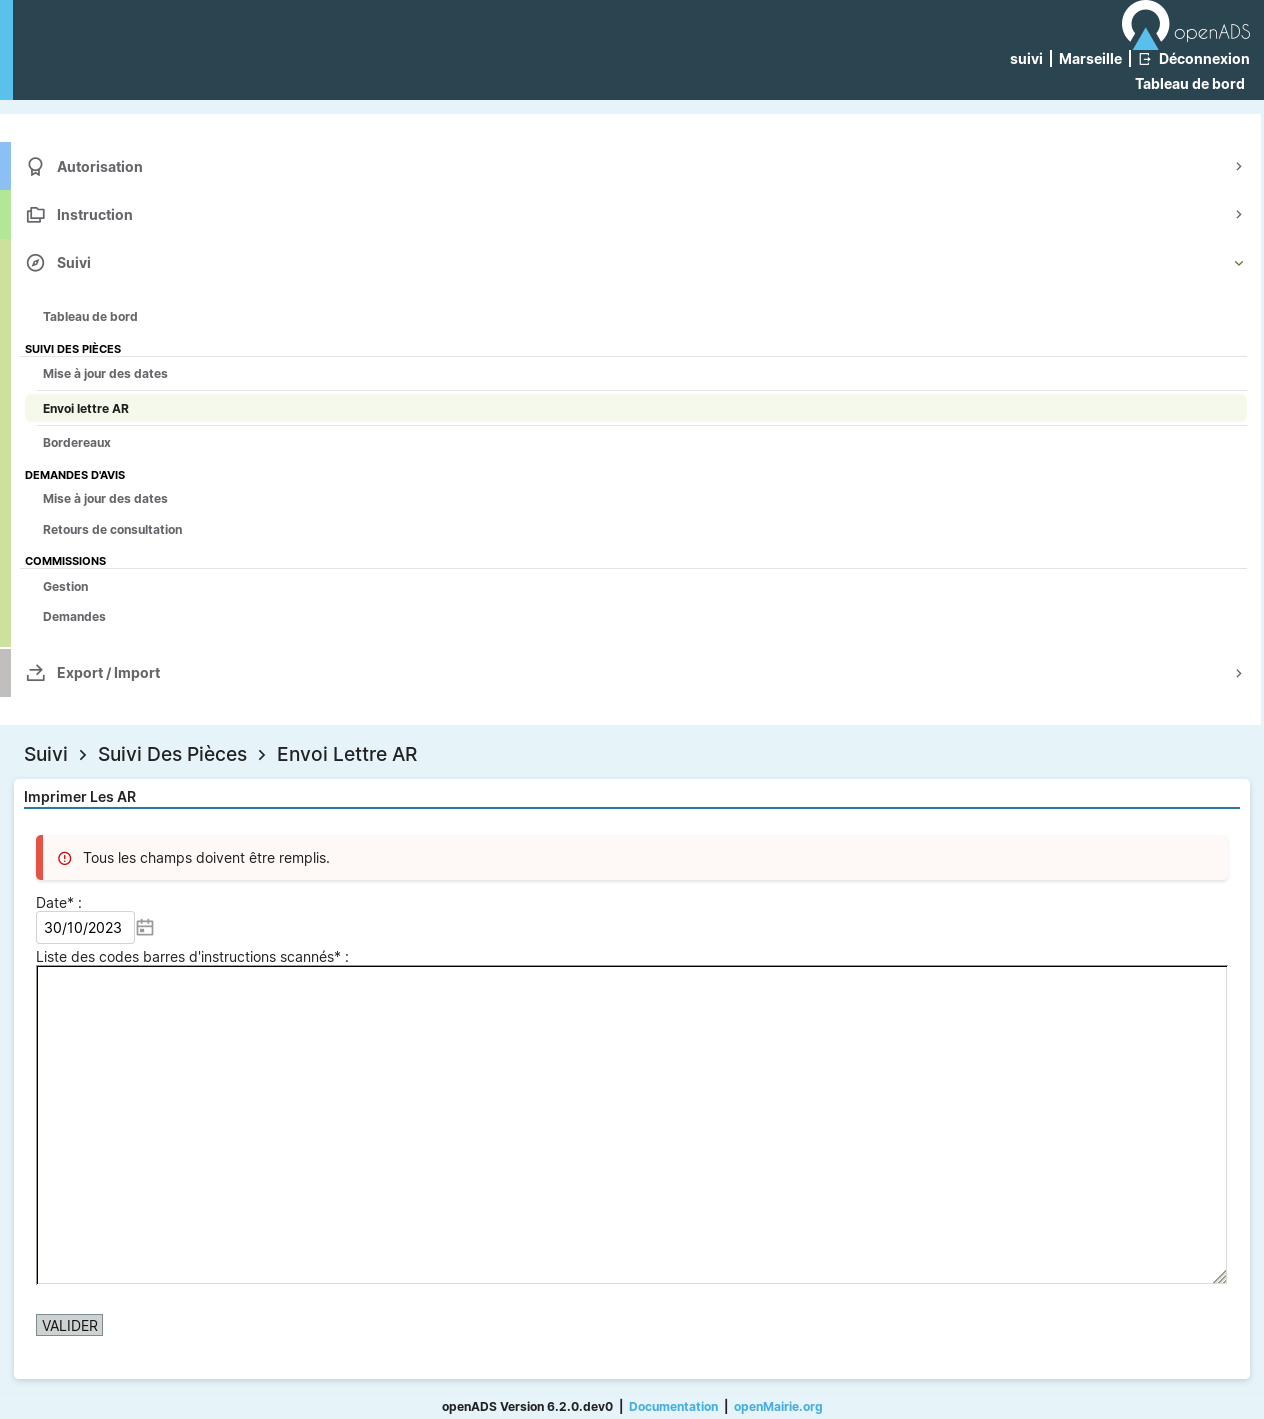 openADS
suivi | Marseille | Déconnexion
Tableau de bord
Autorisation
Instruction
Suivi
Tableau de bord
SUIVI DES PIÈCES
Mise à jour des dates
Envoi lettre AR
Bordereaux
DEMANDES D'AVIS
Mise à jour des dates
Retours de consultation
COMMISSIONS
Gestion
Demandes
Export / Import
Suivi > Suivi Des Pièces > Envoi Lettre AR
Imprimer Les AR
Tous les champs doivent être remplis.
Date* :
30/10/2023
Liste des codes barres d'instructions scannés* :
VALIDER
openADS Version 6.2.0.dev0 | Documentation | openMairie.org